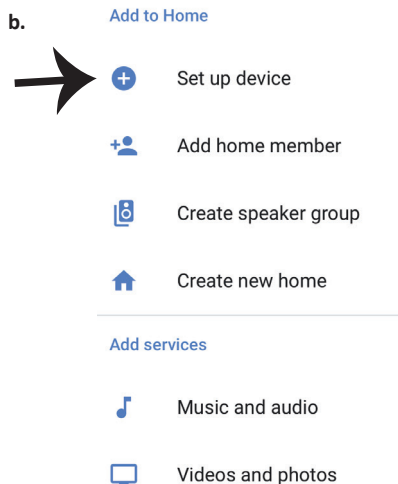 Add to Home
b.
Set up device
Add home member
Create speaker group
Create new home
Add services
Music and audio
Videos and photos